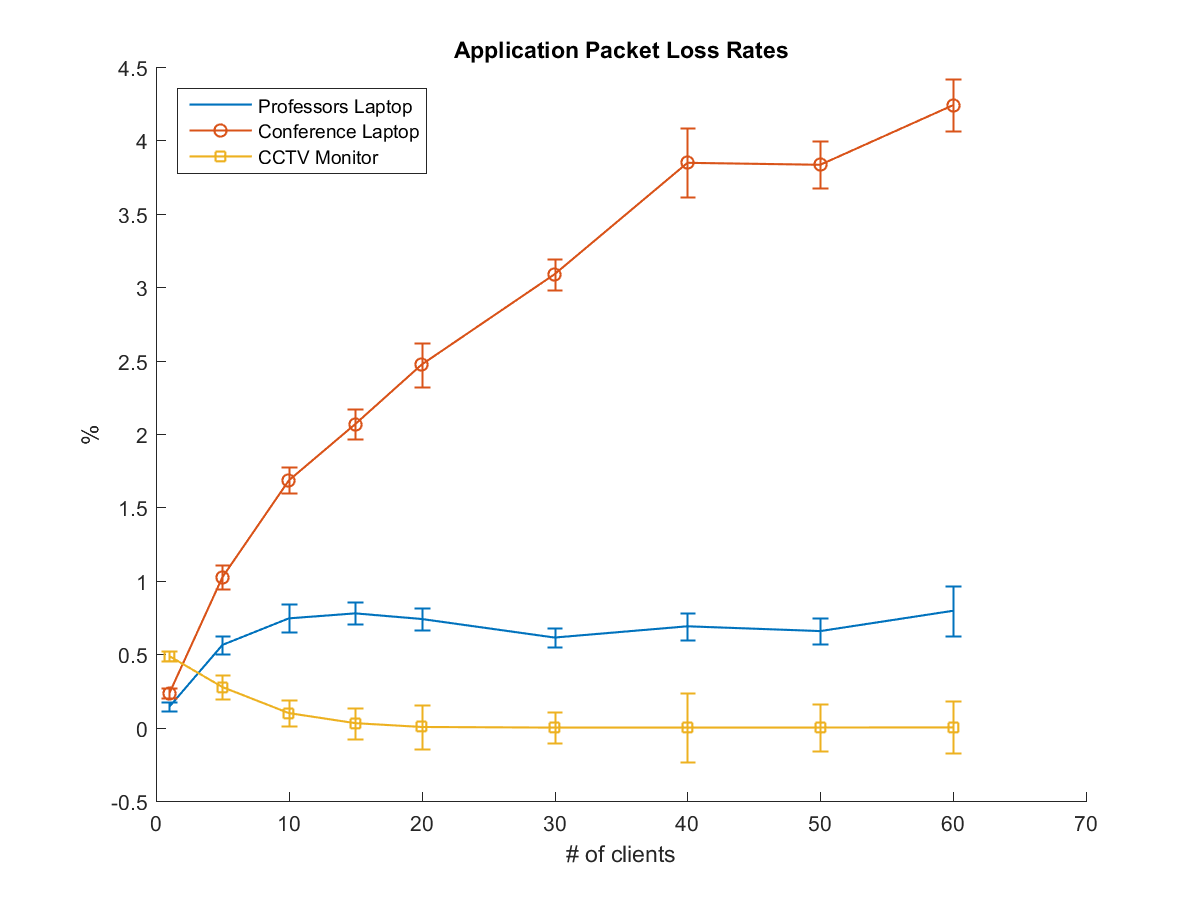 Application Packet Loss Rates
4.5
4
3.5
3
2.5
2
1.5
1
0.5
0
-0.5
%
Professors Laptop
Conference Laptop
CCTV Monitor
0 10 20 30 40 50 60 70
# of clients